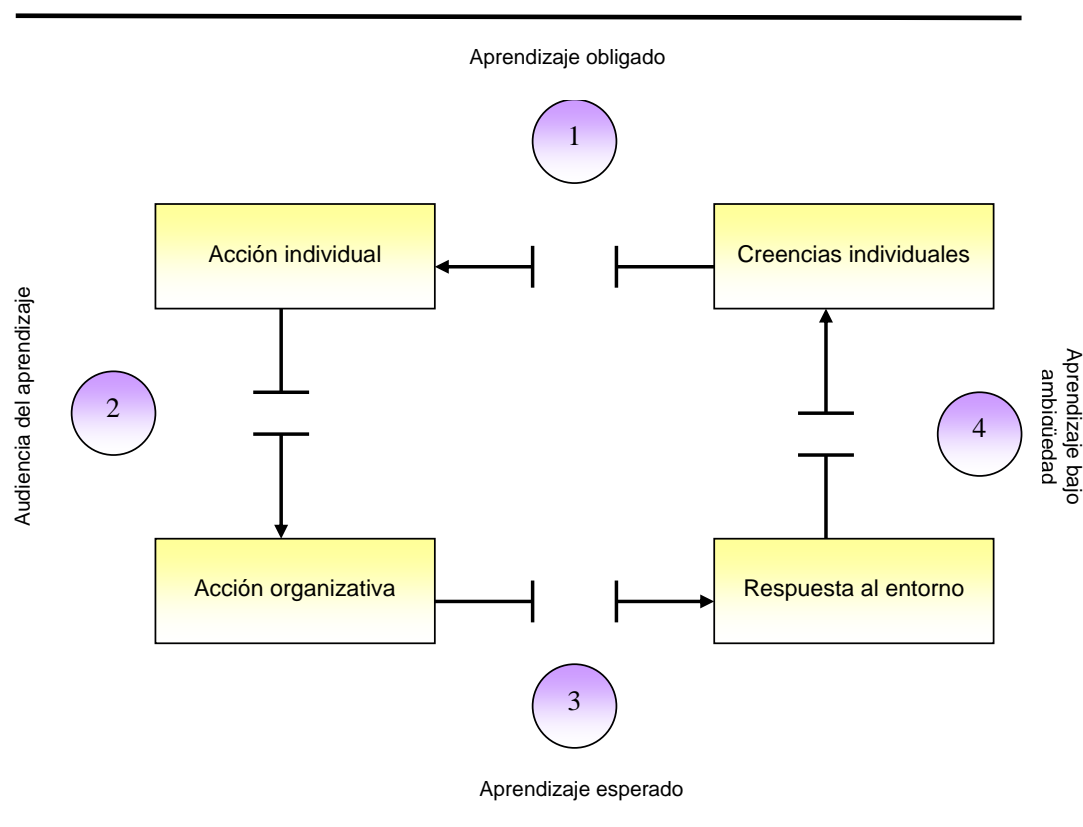 Aprendizaje obligado
1
Acción individual
Creencias individuales
Audiencia del aprendizaje
2
4
Aprendizaje bajo
ambigüedad
Acción organizativa
Respuesta al entorno
3
Aprendizaje esperado